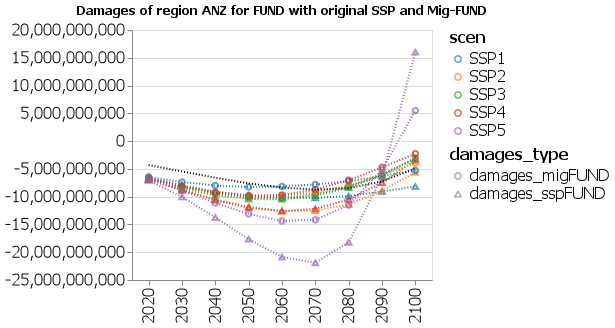 Damages of region ANZ for FUND with original SSP and Mig-FUND
20,000,000,000
15,000,000,000
10,000,000,000
5,000,000,000
0
-5,000,000,000
-10,000,000,000
-15,000,000,000
-20,000,000,000
-25,000,000,000
2020
2030
2040
2050
2060
2070
2080
2090
2100
scen
SSP1
SSP2
SSP3
SSP4
SSP5
damages_type
damages_migFUND
damages_sspFUND